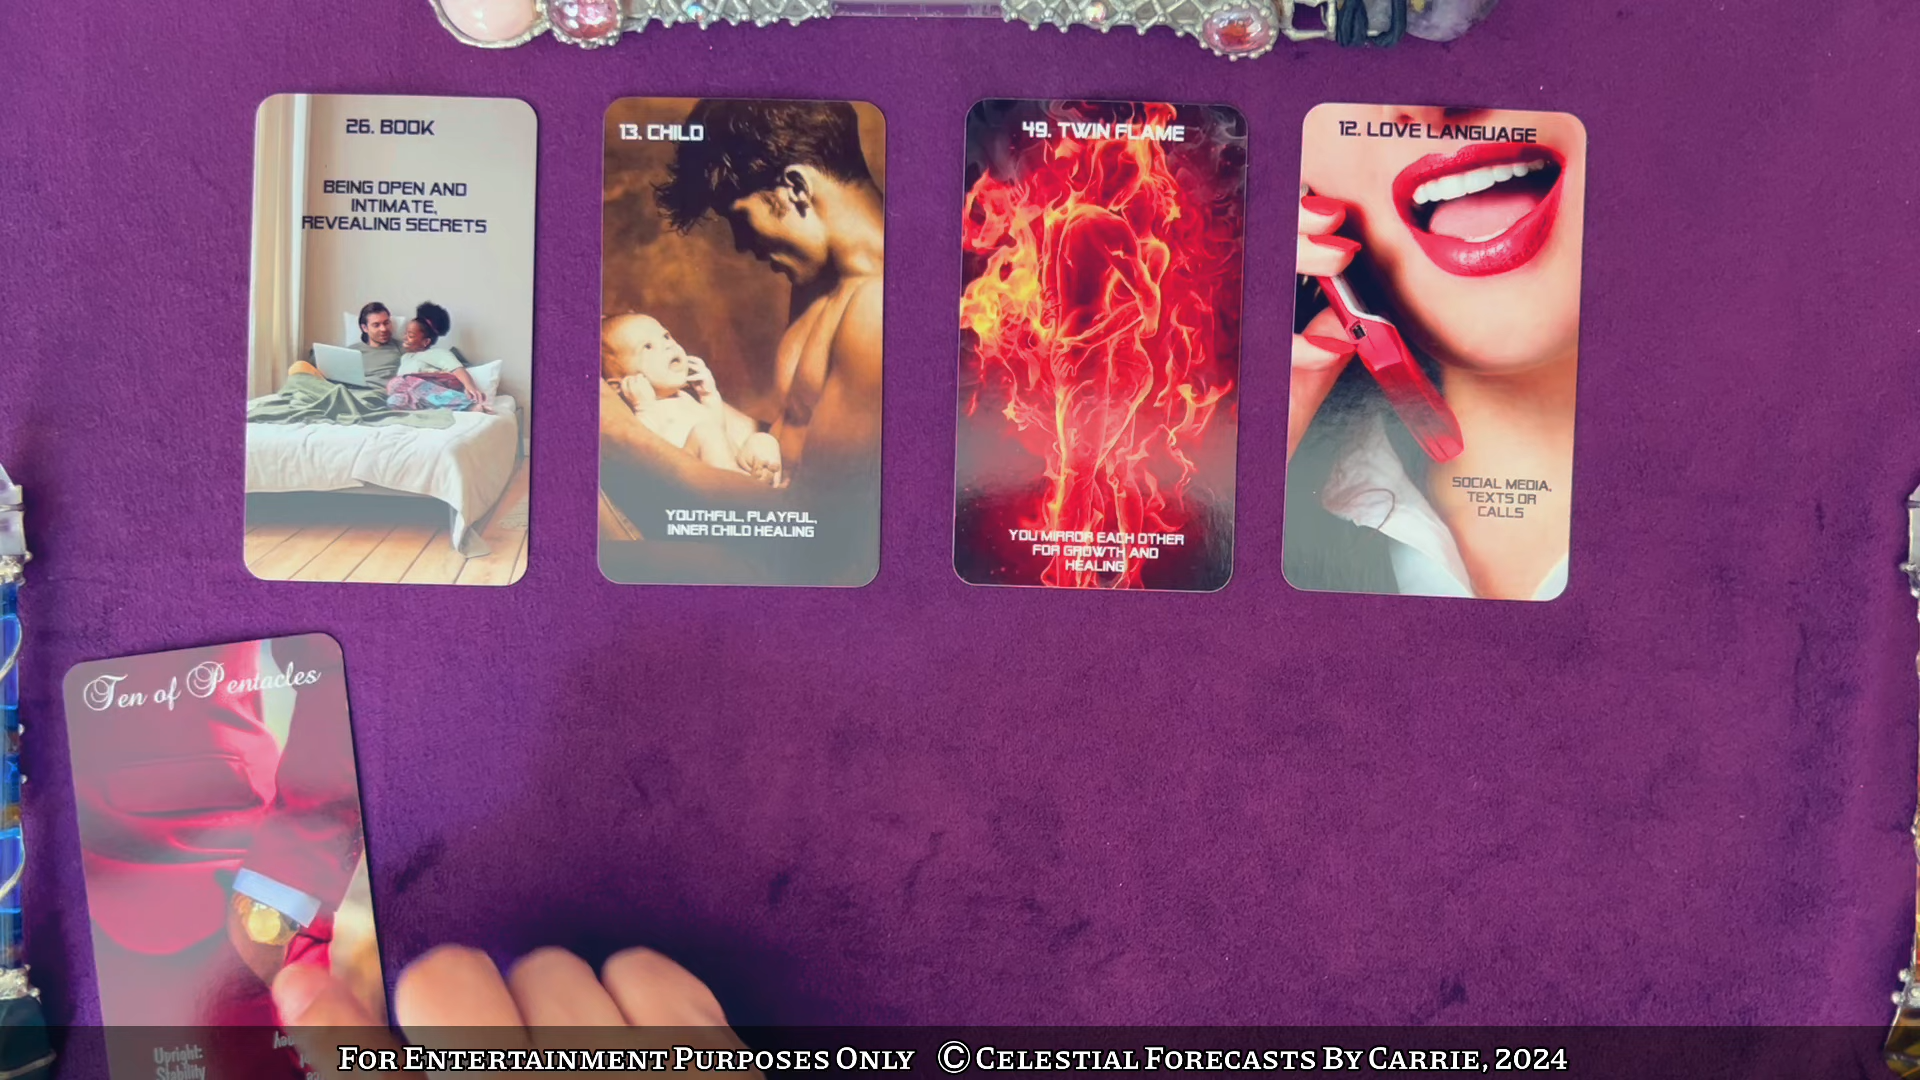 26. BOOK
BEING OPEN AND
INTIMATE,
REVEALING SECRETS
13. CHILD
YOUTHFUL, PLAYFUL,
INNER CHILD HEALING
49. TWIN FLAME
YOU MIRROR EACH OTHER
FOR GROWTH AND
HEALING
12. LOVE LANGUAGE
SOCIAL MEDIA,
TEXTS OR
CALLS
Ten of Pentacles
Upright:
Stability
For Entertainment Purposes Only © Celestial Forecasts By Carrie, 2024